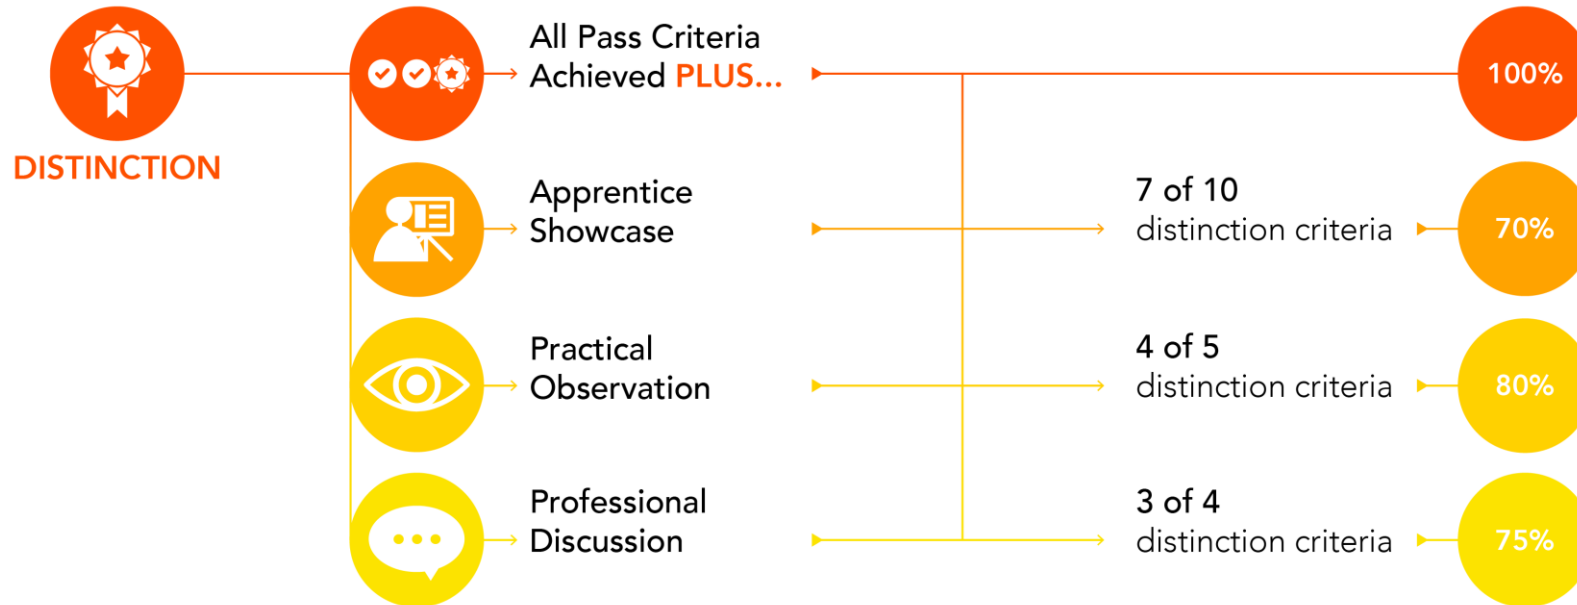 All Pass Criteria
Achieved PLUS...
100%
DISTINCTION
Apprentice
Showcase
7 of 10
distinction criteria
70%
Practical
Observation
4 of 5
distinction criteria
80%
Professional
Discussion
3 of 4
distinction criteria
75%